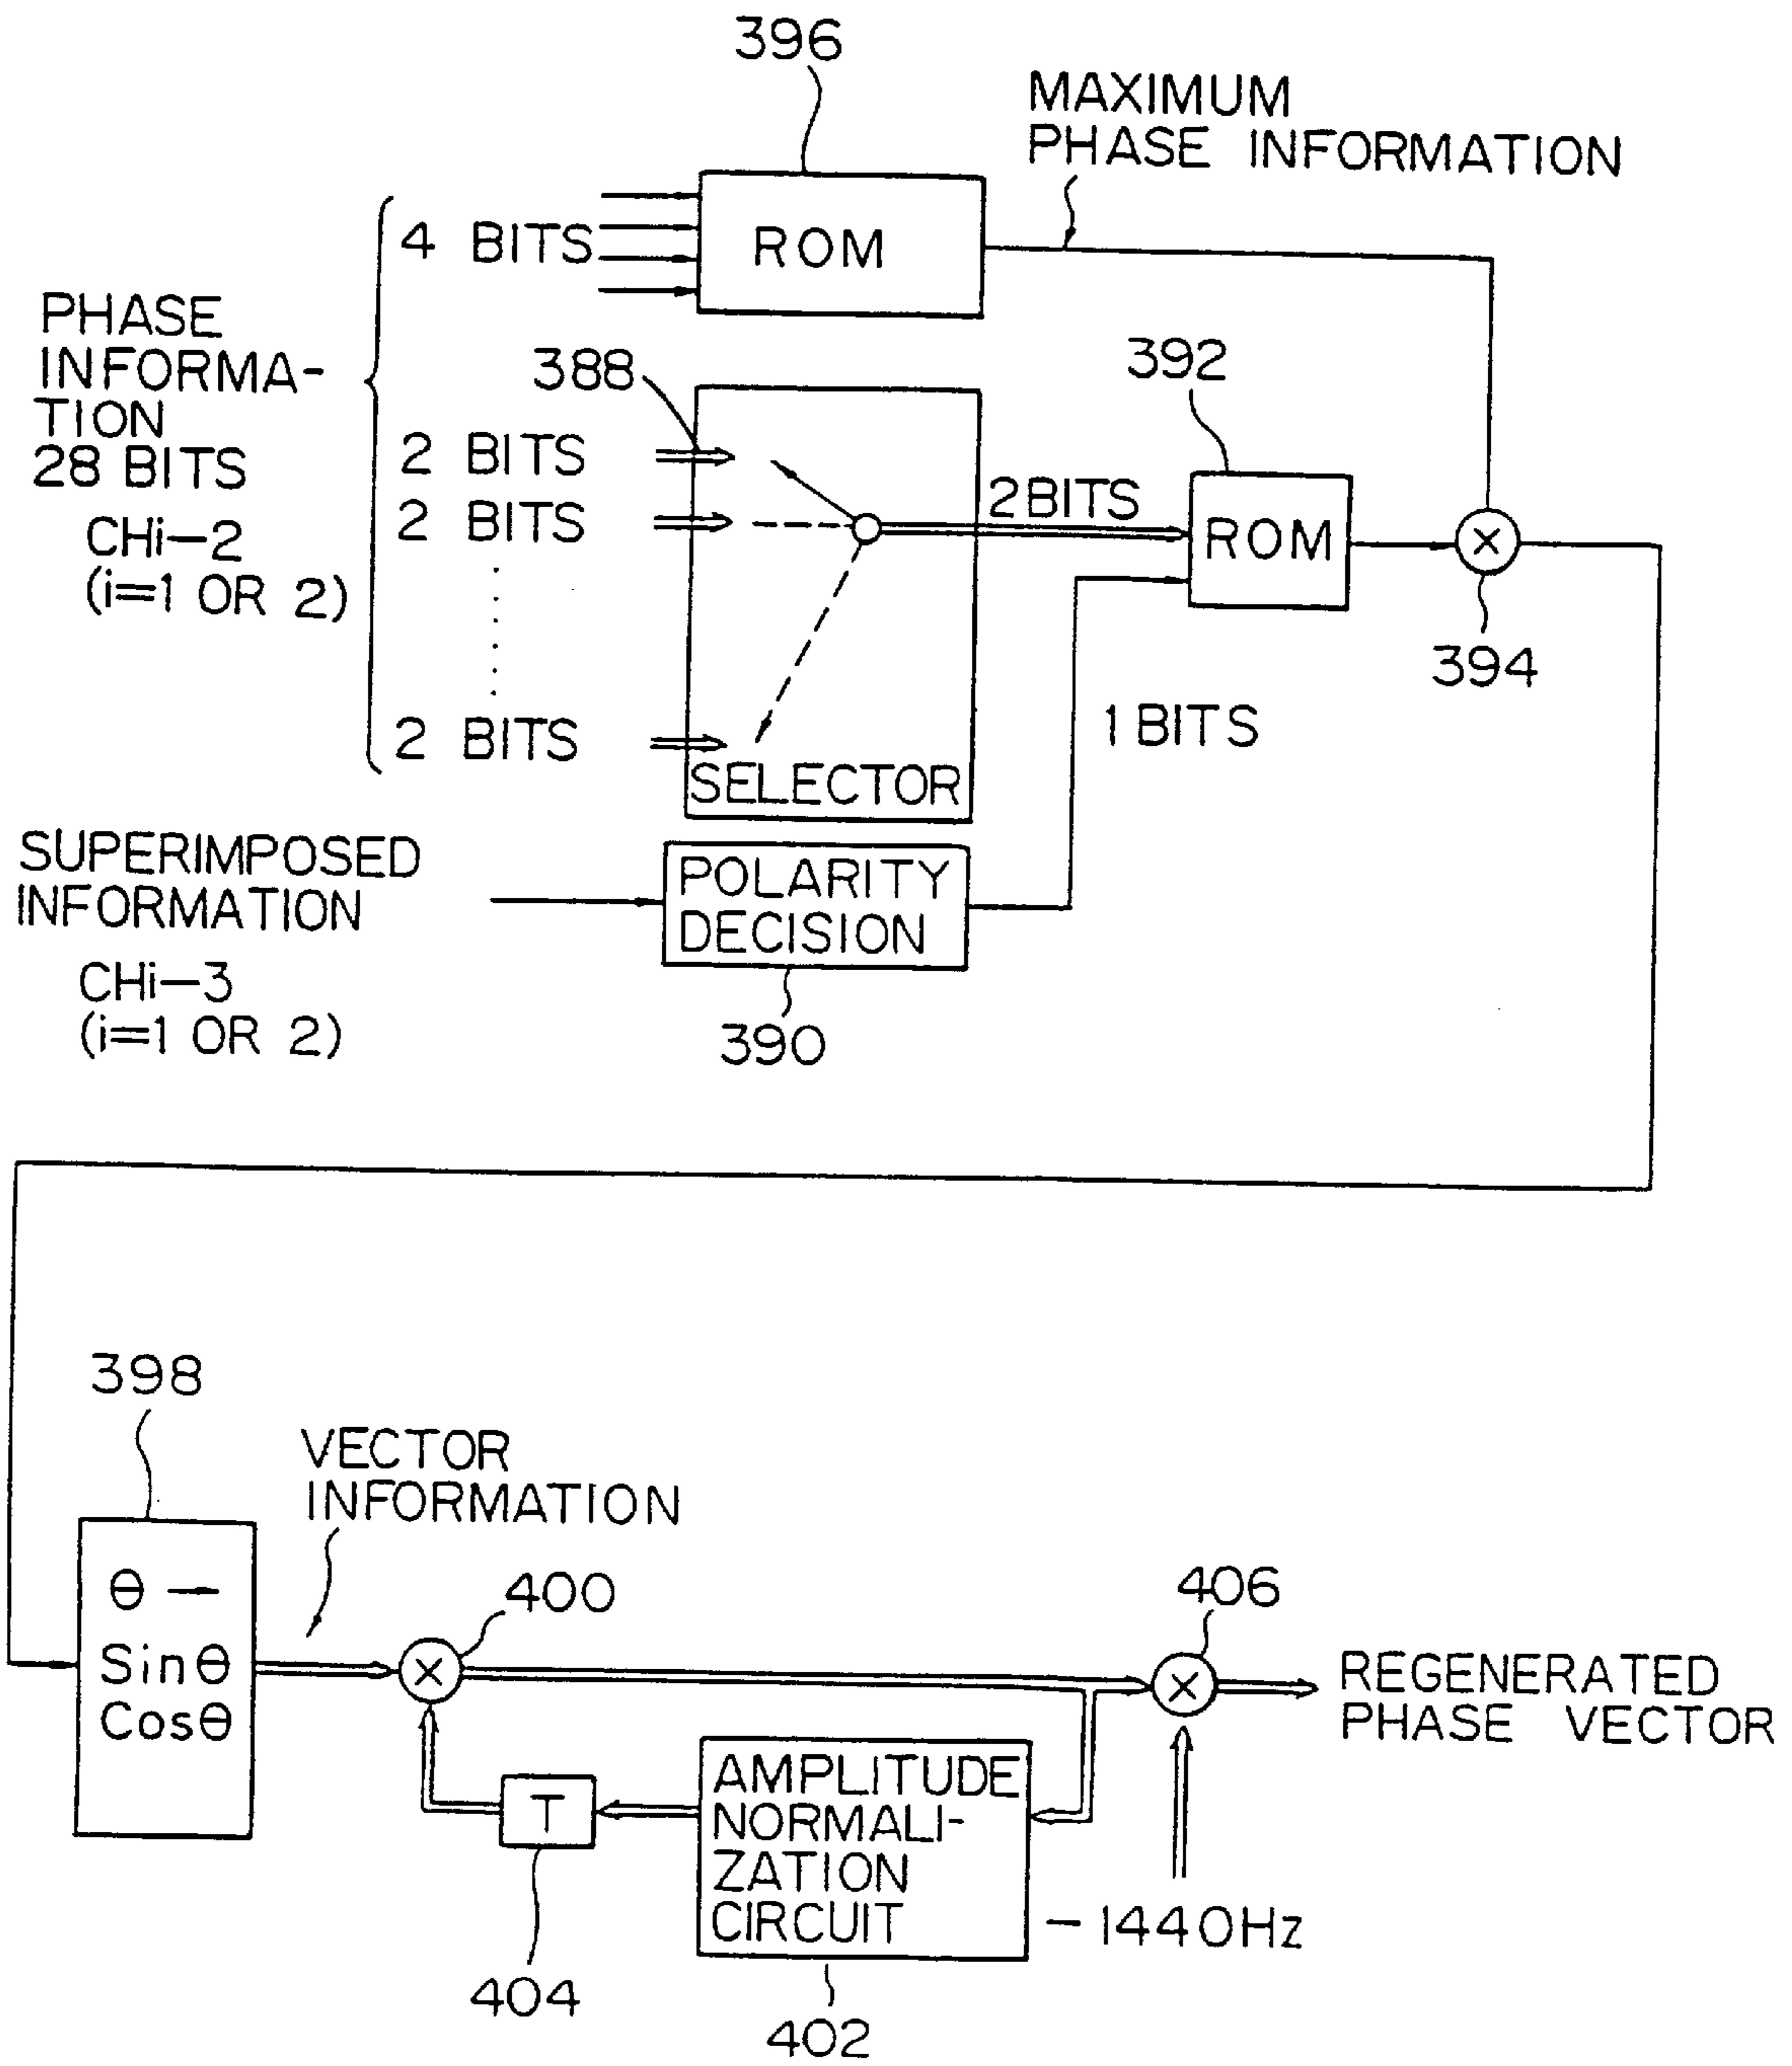 396
MAXIMUM
PHASE INFORMATION
4 BITS
ROM
PHASE
INFORMA-
TION
28 BITS
CHi-2
(i=1 OR 2)
388
392
2 BITS
2 BITS
2 BITS
2 BITS
ROM
×
394
1 BITS
SELECTOR
SUPERIMPOSED
INFORMATION
CHi-3
(i=1 OR 2)
POLARITY
DECISION
390
398
VECTOR
INFORMATION
θ →
Sinθ
Cosθ
400
×
406
×
REGENERATED
PHASE VECTOR
T
404
AMPLITUDE
NORMALI-
ZATION
CIRCUIT
402
-1440Hz